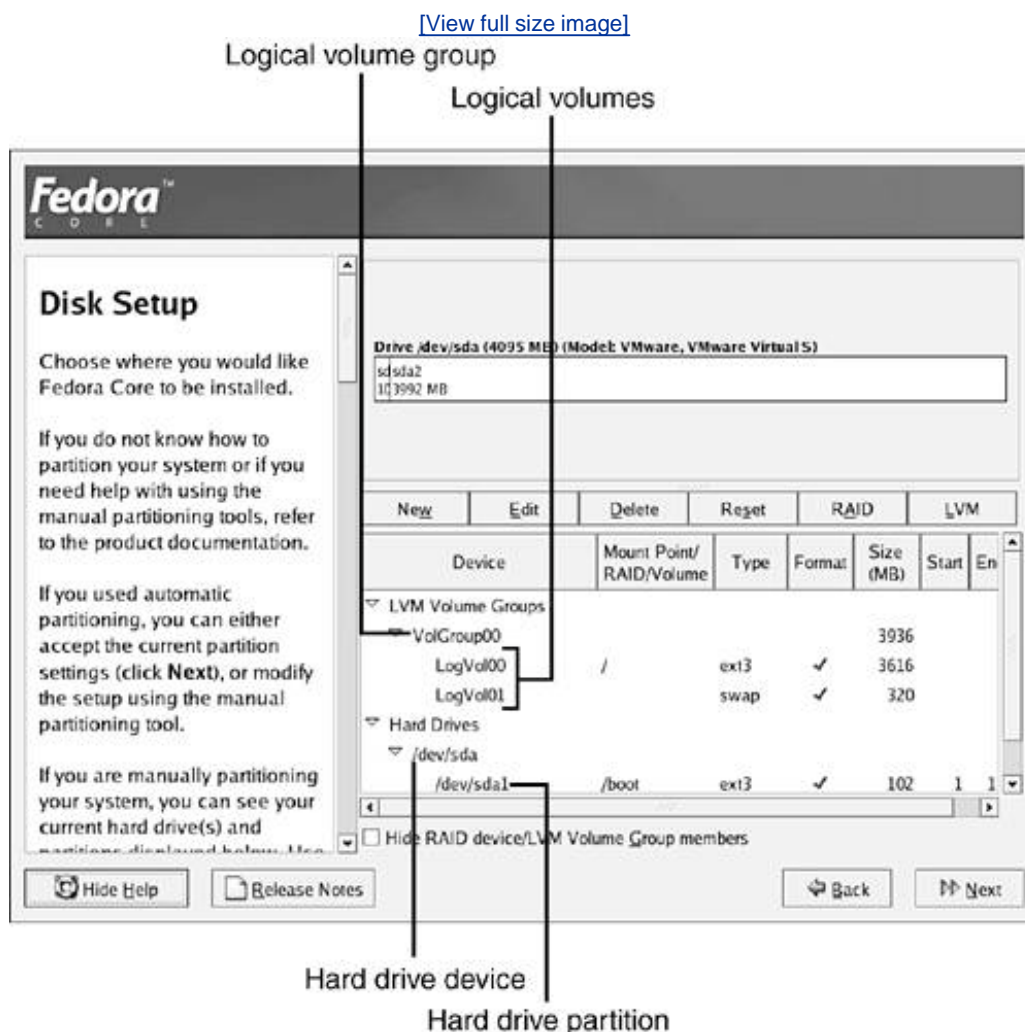 [View full size image]
Logical volume group
Logical volumes
Fedora™
CORE
Disk Setup
Choose where you would like
Fedora Core to be installed.
If you do not know how to
partition your system or if you
need help with using the
manual partitioning tools, refer
to the product documentation.
If you used automatic
partitioning, you can either
accept the current partition
settings (click Next), or modify
the setup using the manual
partitioning tool.
If you are manually partitioning
your system, you can see your
current hard drive(s) and
Drive /dev/sda (4095 MB) (Model: VMware, VMware Virtual S)
sdsda2
103992 MB
New Edit Delete Reset RAID LVM
Device Mount Point/ RAID/Volume Type Format Size (MB) Start En
LVM Volume Groups
VolGroup00 3936
LogVol00 / ext3 ✓ 3616
LogVol01 swap ✓ 320
Hard Drives
/dev/sda
/dev/sda1 /boot ext3 ✓ 102 1 1
Hide RAID device/LVM Volume Group members
Hide Help Release Notes Back Next
Hard drive device
Hard drive partition